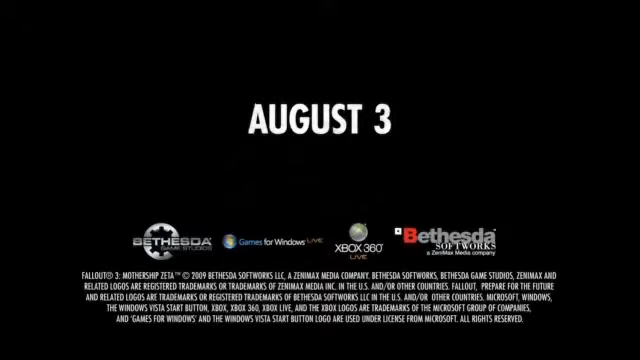 AUGUST 3
BETHESDA
GAME STUDIOS
Games for Windows LIVE
XBOX 360
LIVE
Bethesda
SOFTWORKS
a ZeniMax Media company
FALLOUT® 3: MOTHERSHIP ZETA™ © 2009 BETHESDA SOFTWORKS LLC, A ZENIMAX MEDIA COMPANY. BETHESDA SOFTWORKS, BETHESDA GAME STUDIOS, ZENIMAX AND
RELATED LOGOS ARE REGISTERED TRADEMARKS OR TRADEMARKS OF ZENIMAX MEDIA INC. IN THE U.S. AND/OR OTHER COUNTRIES. FALLOUT, PREPARE FOR THE FUTURE
AND RELATED LOGOS ARE TRADEMARKS OR REGISTERED TRADEMARKS OF BETHESDA SOFTWORKS LLC IN THE U.S. AND/OR OTHER COUNTRIES. MICROSOFT, WINDOWS,
THE WINDOWS VISTA START BUTTON, XBOX, XBOX 360, XBOX LIVE, AND THE XBOX LOGOS ARE TRADEMARKS OF THE MICROSOFT GROUP OF COMPANIES,
AND 'GAMES FOR WINDOWS' AND THE WINDOWS VISTA START BUTTON LOGO ARE USED UNDER LICENSE FROM MICROSOFT. ALL RIGHTS RESERVED.